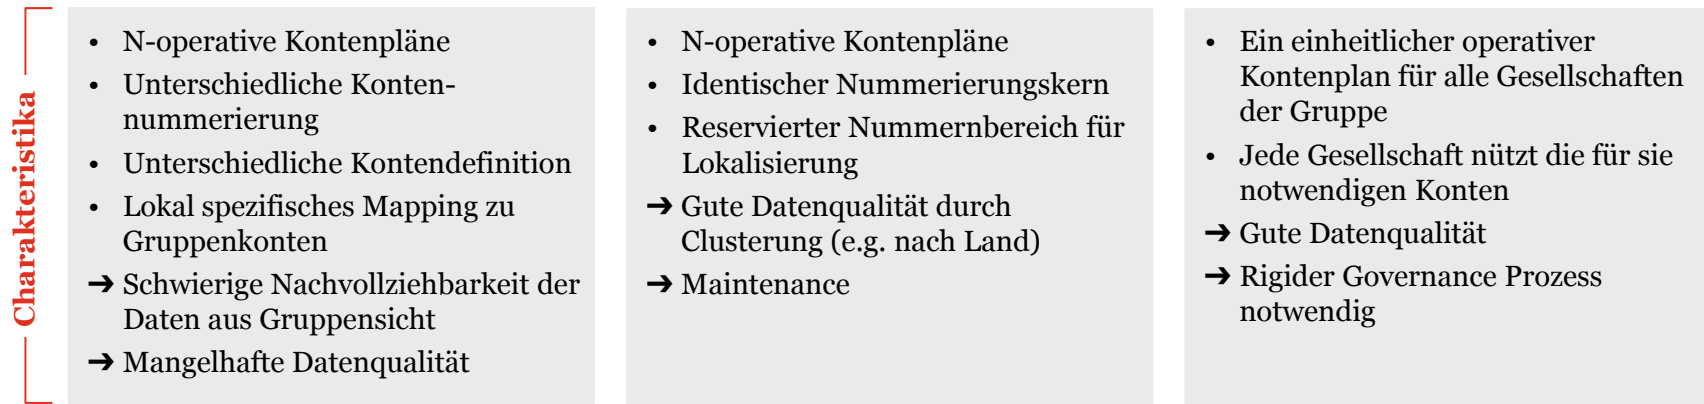 Charakteristika
• N-operative Kontenpläne
• Unterschiedliche Konten-
nummerierung
• Unterschiedliche Kontendefinition
• Lokal spezifisches Mapping zu
Gruppenkonten
➔ Schwierige Nachvollziehbarkeit der
Daten aus Gruppensicht
➔ Mangelhafte Datenqualität
• N-operative Kontenpläne
• Identischer Nummerierungskern
• Reservierter Nummernbereich für
Lokalisierung
➔ Gute Datenqualität durch
Clusterung (e.g. nach Land)
➔ Maintenance
• Ein einheitlicher operativer
Kontenplan für alle Gesellschaften
der Gruppe
• Jede Gesellschaft nützt die für sie
notwendigen Konten
➔ Gute Datenqualität
➔ Rigider Governance Prozess
notwendig